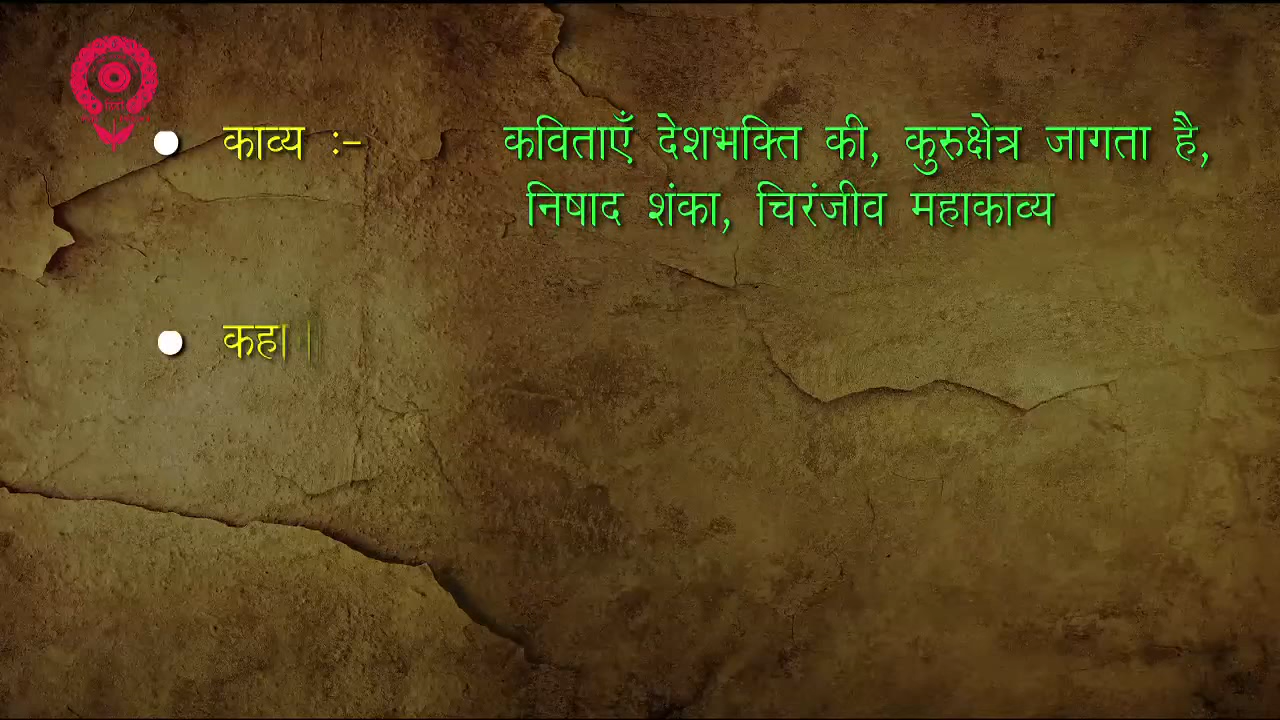 काव्य :- कविताएँ देशभक्ति की, कुरुक्षेत्र जागता है,
निषाद शंका, चिरंजीव महाकाव्य